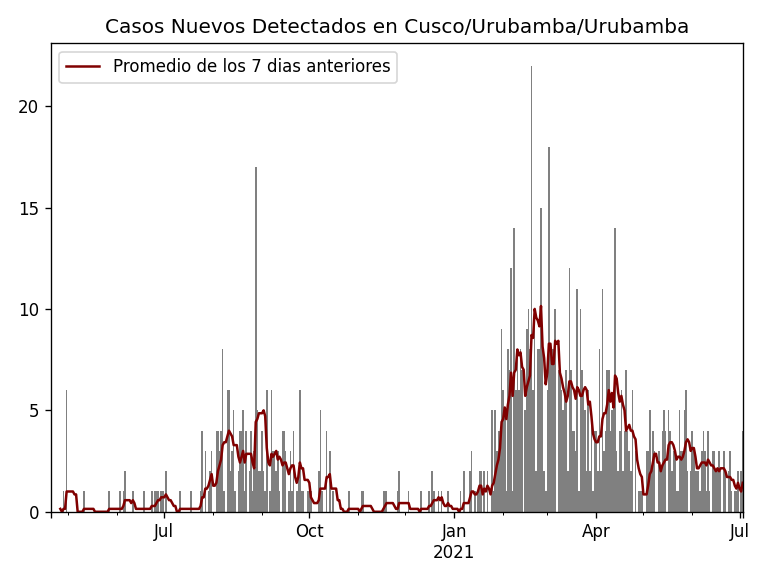 Casos Nuevos Detectados en Cusco/Urubamba/Urubamba
Promedio de los 7 dias anteriores
20
15
10
5
0
Jul
Oct
Jan
2021
Apr
Jul